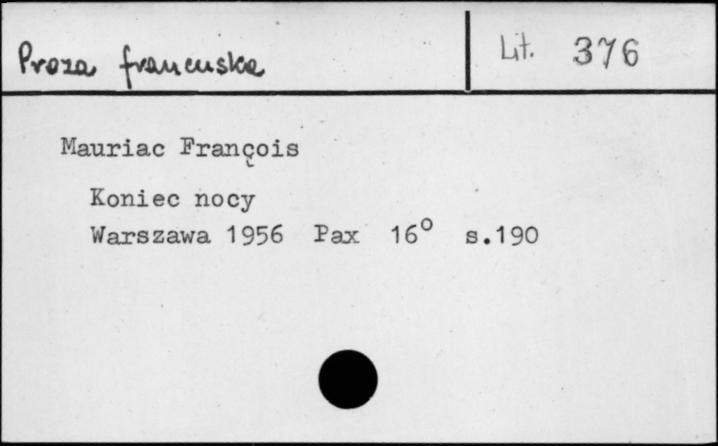 Proza francuska
Lit. 376
Mauriac François
Koniec nocy
Warszawa 1956 Pax 16° s.190